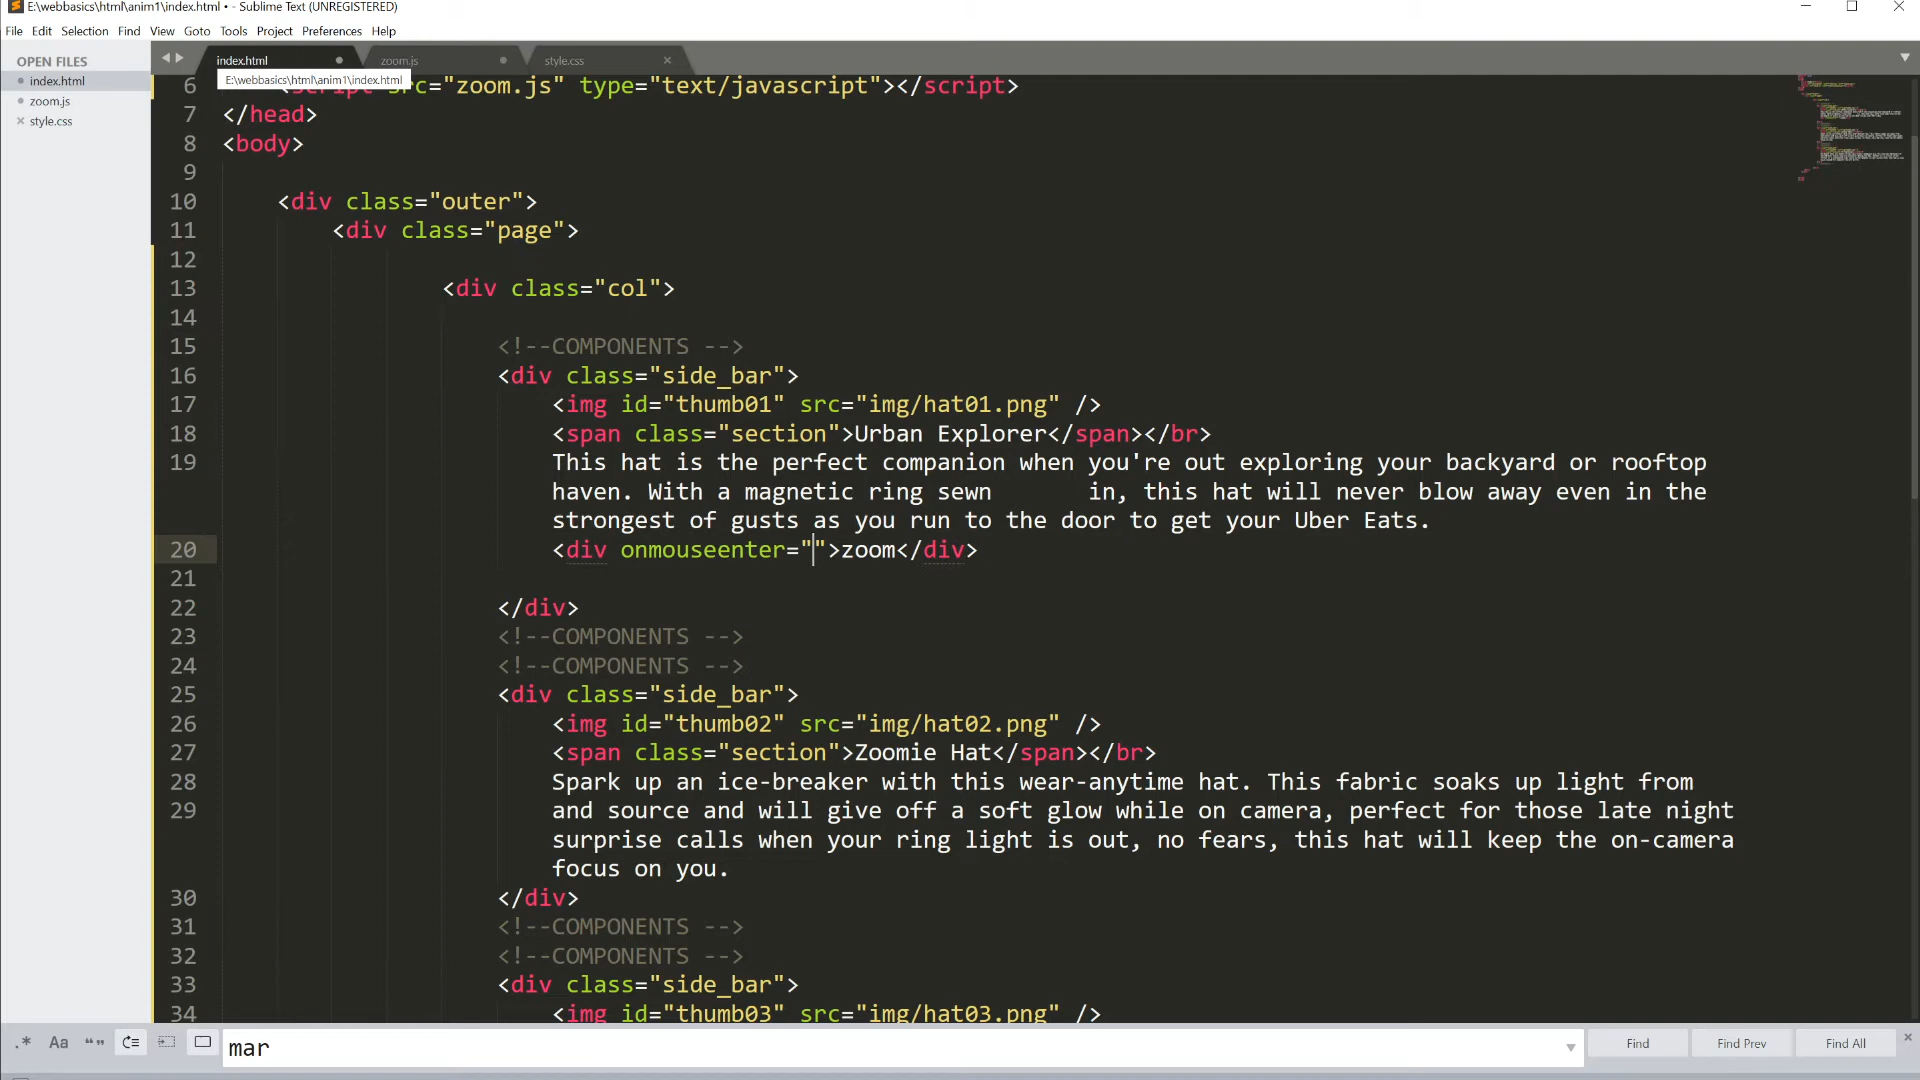 E:\webbasics\html\anim1\index.html • - Sublime Text (UNREGISTERED)
File Edit Selection Find View Goto Tools Project Preferences Help
OPEN FILES
index.html
zoom.js
style.css
index.html zoom.js style.css
E:\webbasics\html\anim1\index.html
6 <script src="zoom.js" type="text/javascript"></script>
7 </head>
8 <body>
9
10 <div class="outer">
11 <div class="page">
12
13 <div class="col">
14
15 <!--COMPONENTS -->
16 <div class="side_bar">
17 <img id="thumb01" src="img/hat01.png" />
18 <span class="section">Urban Explorer</span></br>
19 This hat is the perfect companion when you're out exploring your backyard or rooftop
haven. With a magnetic ring sewn in, this hat will never blow away even in the
strongest of gusts as you run to the door to get your Uber Eats.
20 <div onmouseenter="">zoom</div>
21
22 </div>
23 <!--COMPONENTS -->
24 <!--COMPONENTS -->
25 <div class="side_bar">
26 <img id="thumb02" src="img/hat02.png" />
27 <span class="section">Zoomie Hat</span></br>
28 Spark up an ice-breaker with this wear-anytime hat. This fabric soaks up light from
29 and source and will give off a soft glow while on camera, perfect for those late night
surprise calls when your ring light is out, no fears, this hat will keep the on-camera
focus on you.
30 </div>
31 <!--COMPONENTS -->
32 <!--COMPONENTS -->
33 <div class="side_bar">
34 <img id="thumb03" src="img/hat03.png" />
.* Aa “” mar Find Find Prev Find All